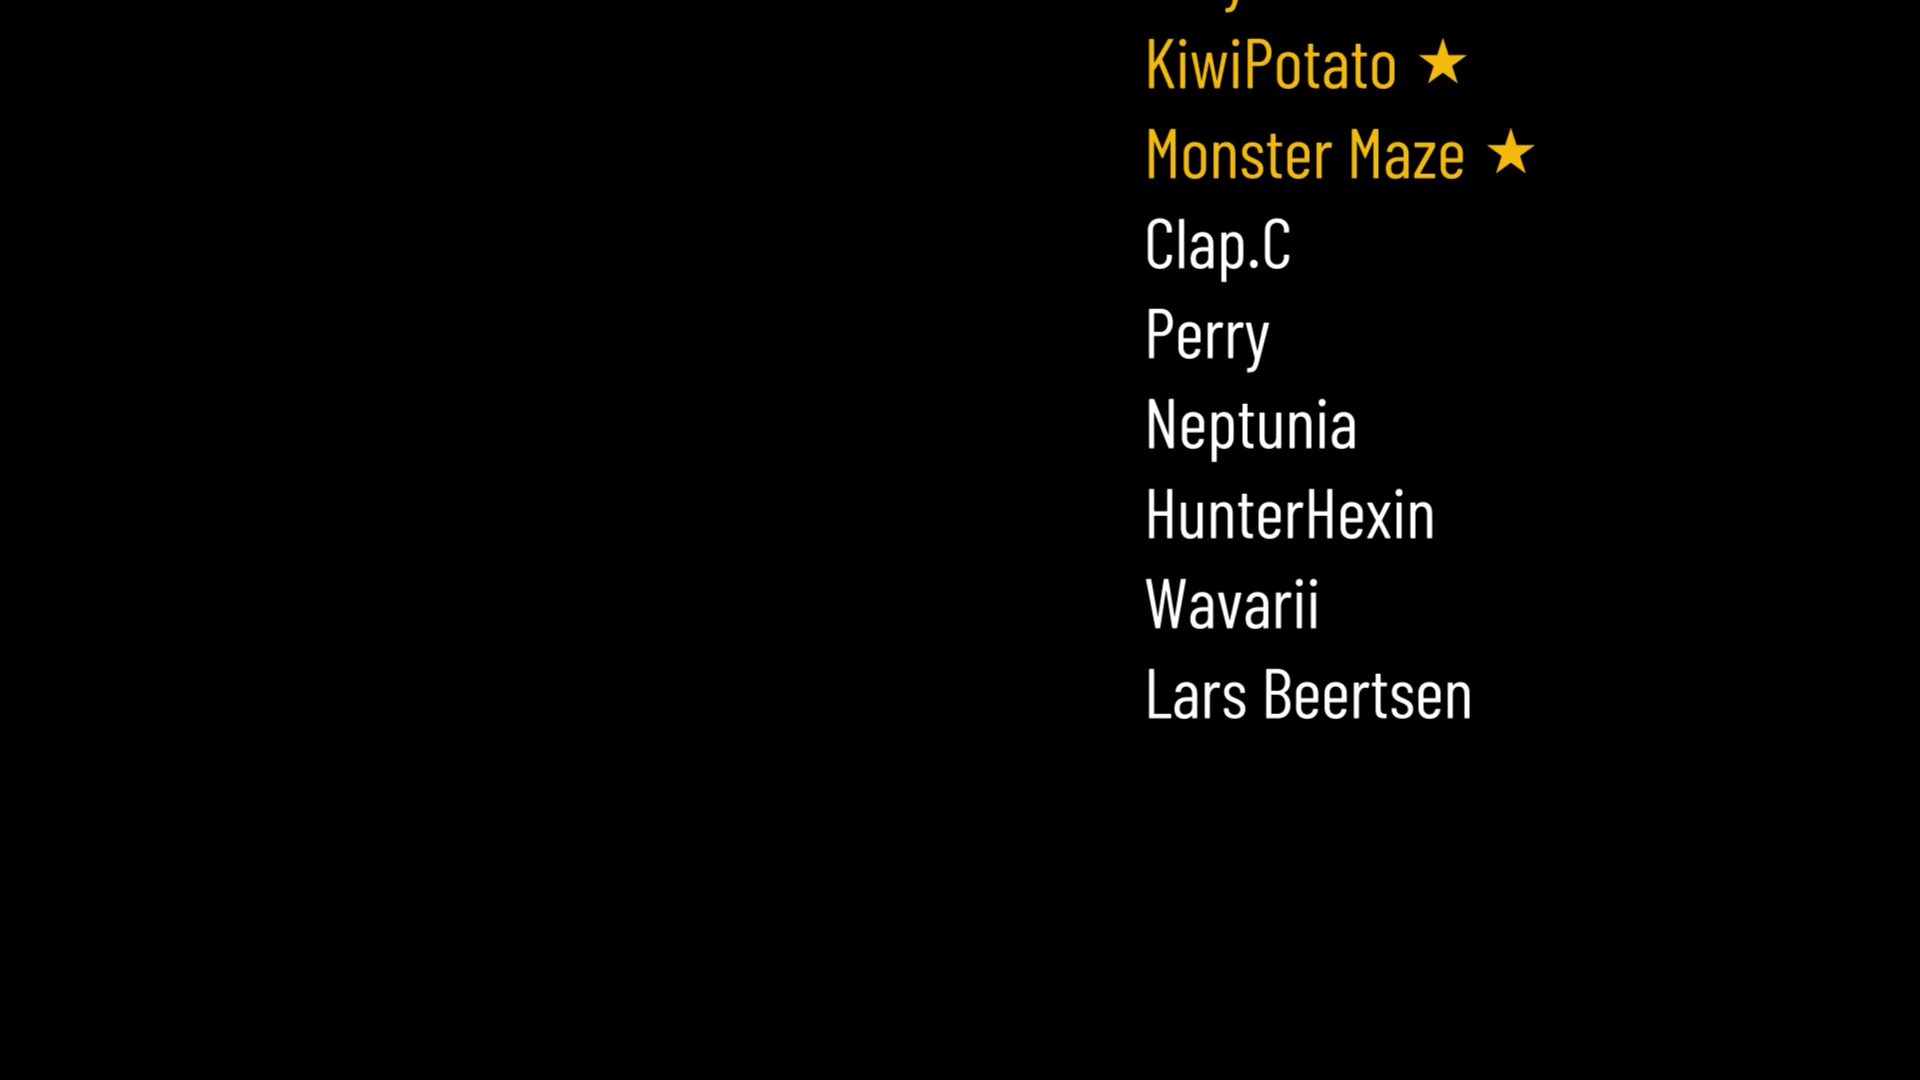 KiwiPotato ★
Monster Maze ★
Clap.C
Perry
Neptunia
HunterHexin
Wavarii
Lars Beertsen